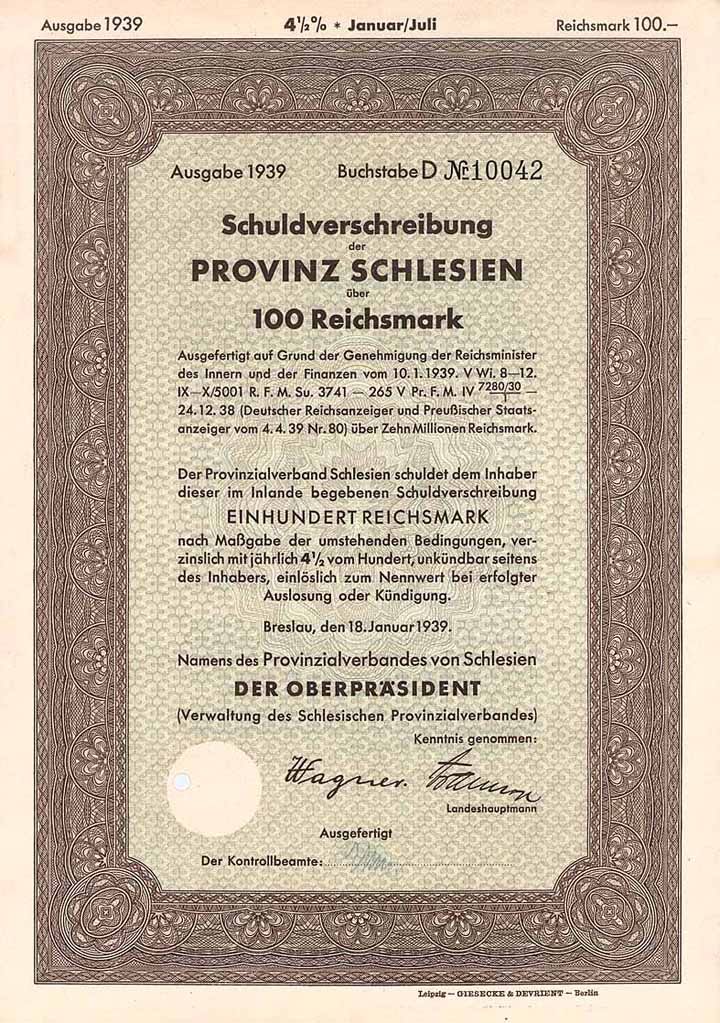 Ausgabe 1939 4½% * Januar/Juli Reichsmark 100.—
Ausgabe 1939 Buchstabe D № 10042
Schuldverschreibung
der
PROVINZ SCHLESIEN
über
100 Reichsmark
Ausgefertigt auf Grund der Genehmigung der Reichsminister
des Innern und der Finanzen vom 10. 1. 1939. V Wi. 8—12.
IX—X/5001 R. F. M. Su. 3741 — 265 V Pr. F. M. IV 7280/30/1 —
24.12. 38 (Deutscher Reichsanzeiger und Preußischer Staats-
anzeiger vom 4. 4. 39 Nr. 80) über Zehn Millionen Reichsmark.
Der Provinzialverband Schlesien schuldet dem Inhaber
dieser im Inlande begebenen Schuldverschreibung
EINHUNDERT REICHSMARK
nach Maßgabe der umstehenden Bedingungen, ver-
zinslich mit jährlich 4½ vom Hundert, unkündbar seitens
des Inhabers, einlöslich zum Nennwert bei erfolgter
Auslosung oder Kündigung.
Breslau, den 18. Januar 1939.
Namens des Provinzialverbandes von Schlesien
DER OBERPRÄSIDENT
(Verwaltung des Schlesischen Provinzialverbandes)
Kenntnis genommen:
Wagner.
Landeshauptmann
Ausgefertigt
Der Kontrollbeamte:
Leipzig — GIESECKE & DEVRIENT — Berlin